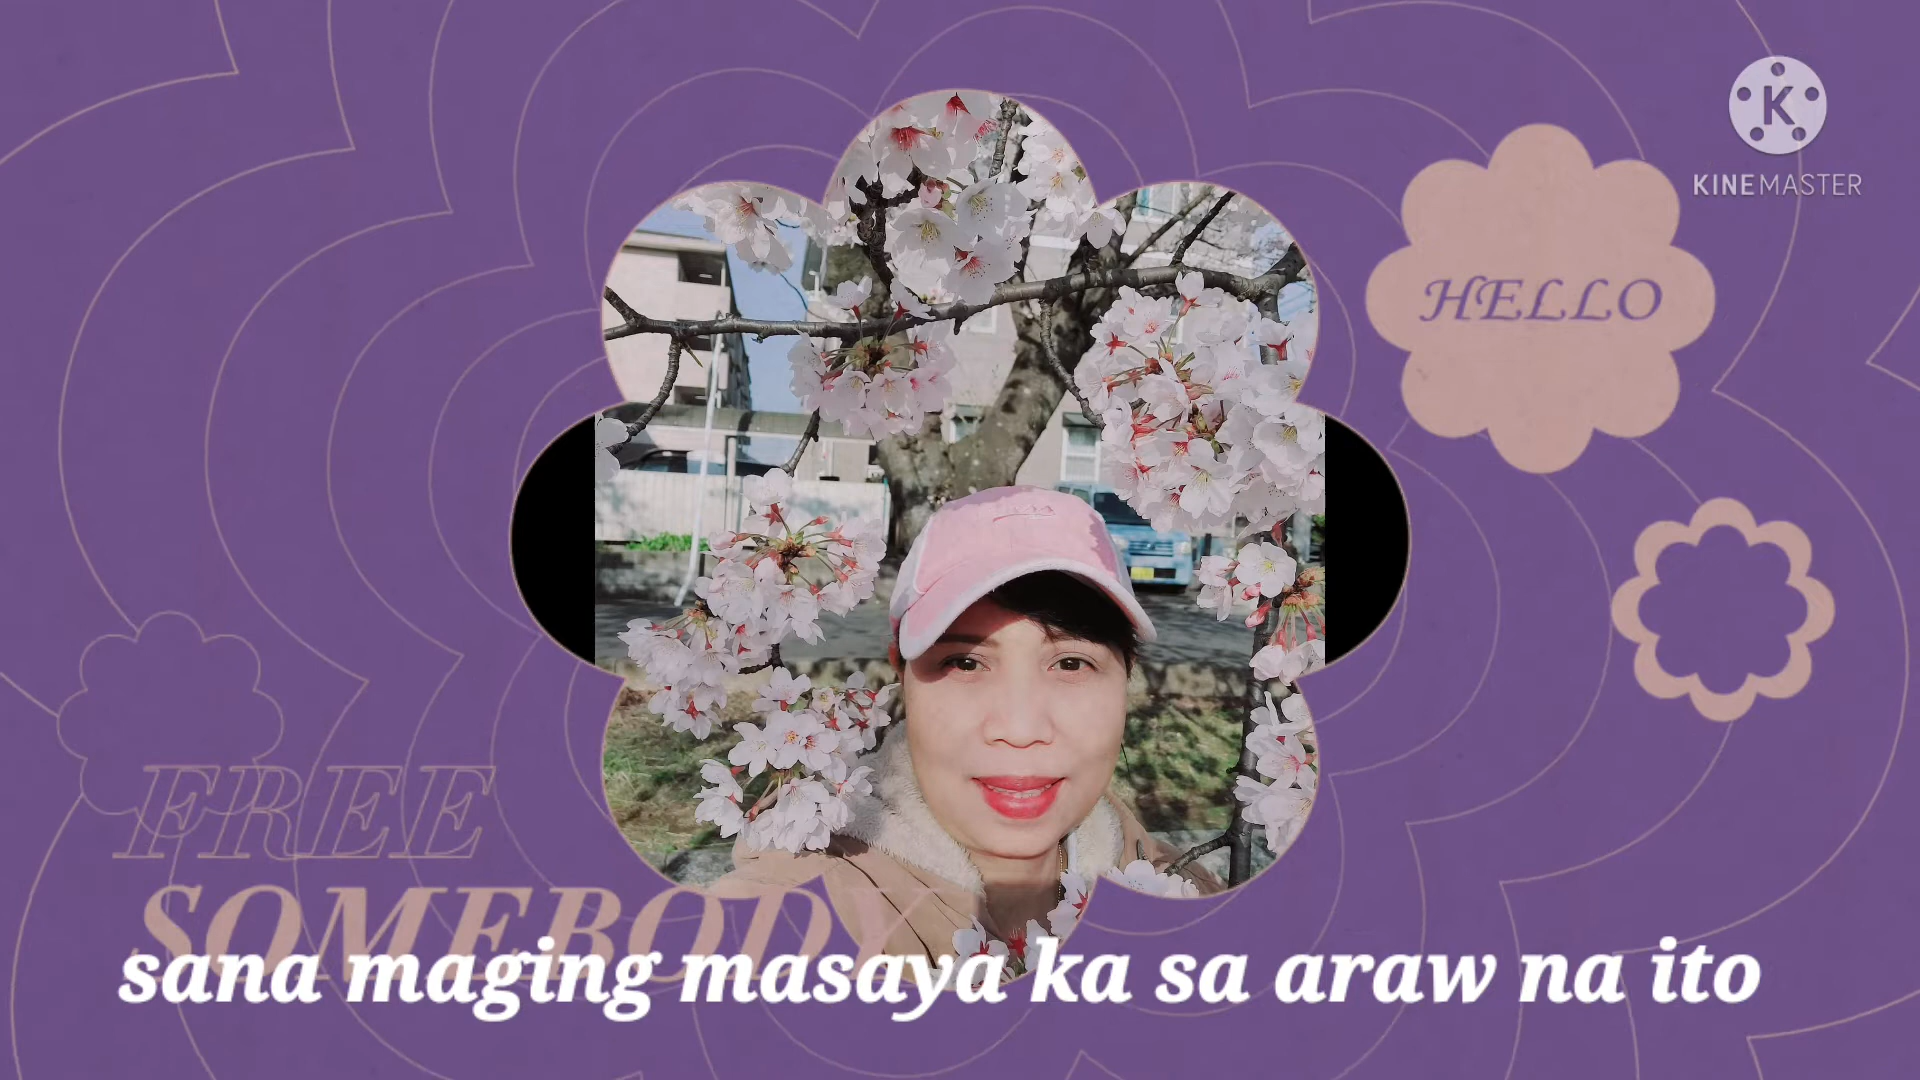 KINEMASTER
HELLO
FREE
SOMEBODY
sana maging masaya ka sa araw na ito